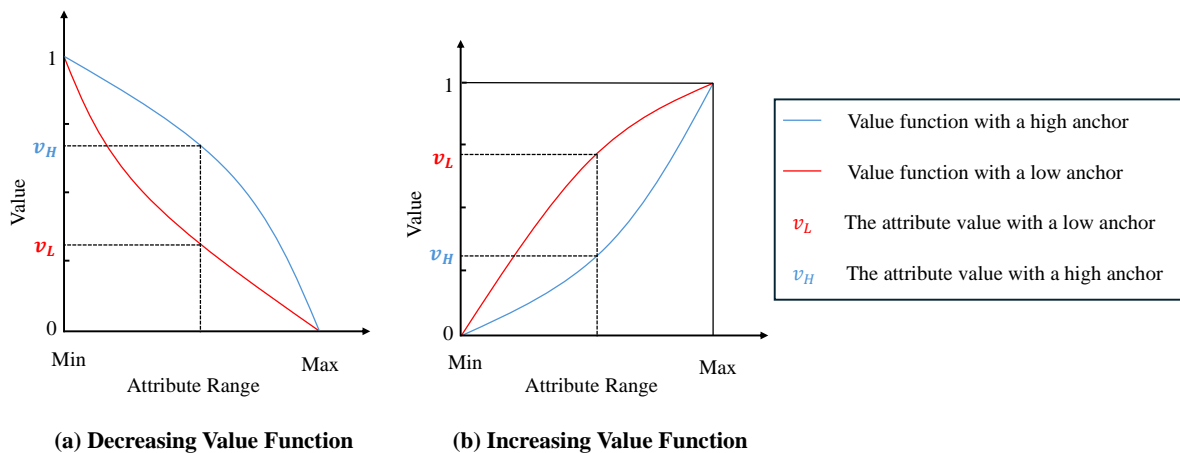 1
v_H
v_L
0
Value
Min
Max
Attribute Range
(a) Decreasing Value Function
1
v_L
v_H
0
Value
Min
Max
Attribute Range
(b) Increasing Value Function
Value function with a high anchor
Value function with a low anchor
v_L The attribute value with a low anchor
v_H The attribute value with a high anchor